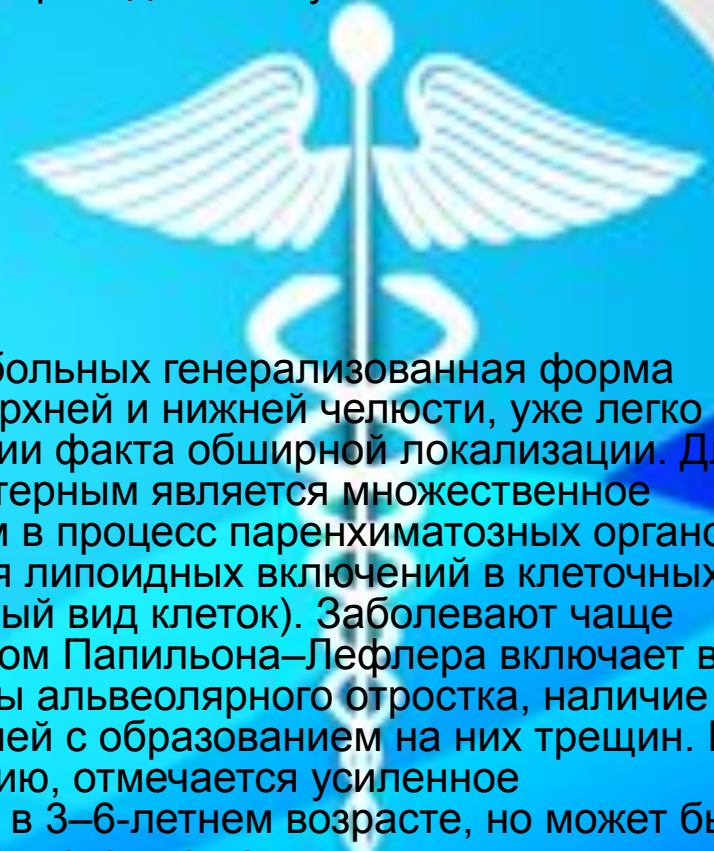 больных генерализованная форма
рхней и нижней челюсти, уже легко
ии факта обширной локализации. Дл
терным является множественное
м в процесс паренхиматозных органо
я липоидных включений в клеточных
ый вид клеток). Заболевают чаще
ом Папильона–Лефлера включает в
ы альвеолярного отростка, наличие
ей с образованием на них трещин.
ию, отмечается усиленное
в 3–6-летнем возрасте, но может бы